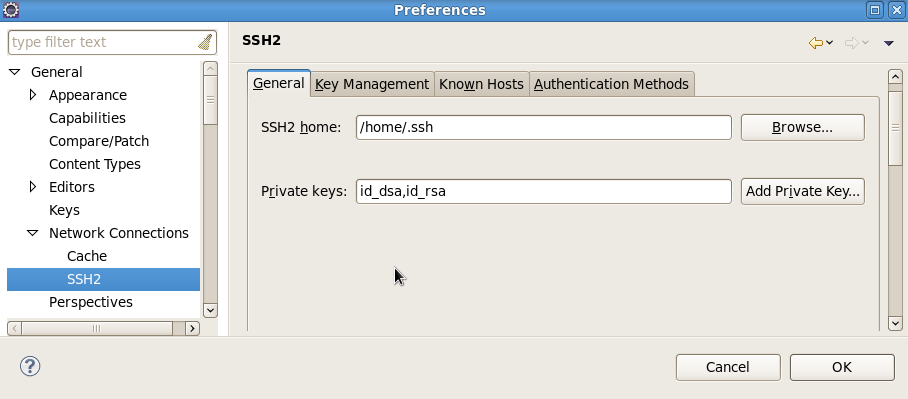 Preferences
type filter text
General
Appearance
Capabilities
Compare/Patch
Content Types
Editors
Keys
Network Connections
Cache
SSH2
Perspectives
SSH2
General Key Management Known Hosts Authentication Methods
SSH2 home: /home/.ssh Browse...
Private keys: id_dsa,id_rsa Add Private Key...
? Cancel OK